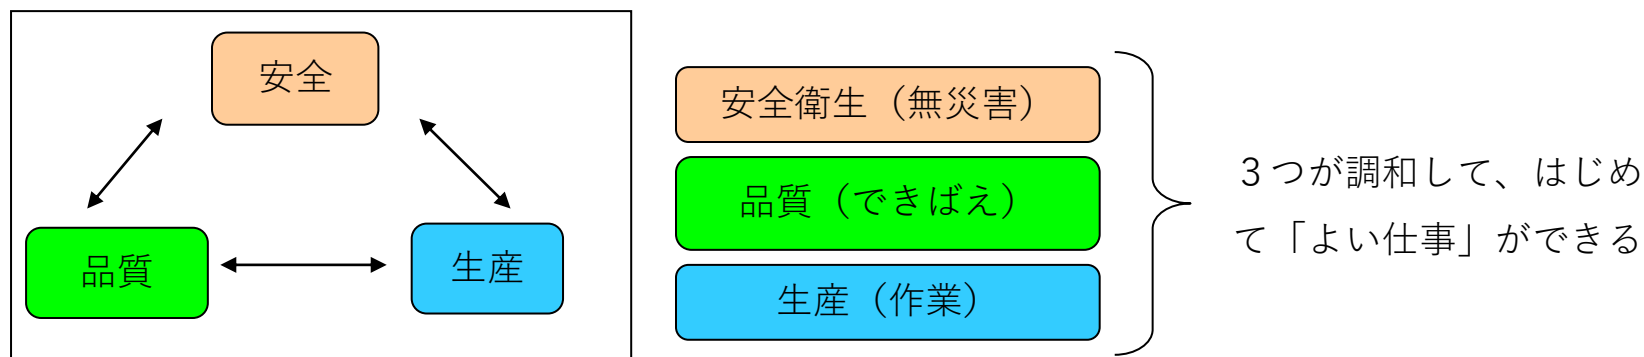 安全
品質
生産
安全衛生（無災害）
品質（できばえ）
生産（作業）
３つが調和して、はじめ
て「よい仕事」ができる